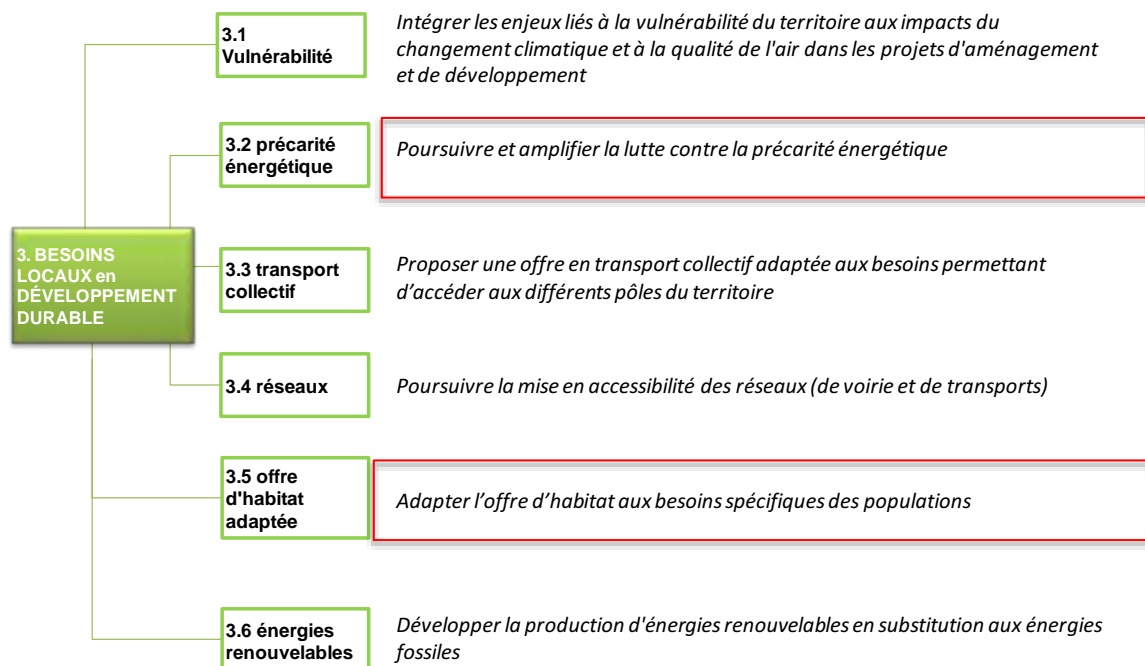 3.1
Vulnérabilité
Intégrer les enjeux liés à la vulnérabilité du territoire aux impacts du
changement climatique et à la qualité de l'air dans les projets d'aménagement
et de développement
3.2 précarité
énergétique
Poursuivre et amplifier la lutte contre la précarité énergétique
3. BESOINS
LOCAUX en
DÉVELOPPEMENT
DURABLE
3.3 transport
collectif
Proposer une offre en transport collectif adaptée aux besoins permettant
d’accéder aux différents pôles du territoire
3.4 réseaux
Poursuivre la mise en accessibilité des réseaux (de voirie et de transports)
3.5 offre
d'habitat
adaptée
Adapter l’offre d’habitat aux besoins spécifiques des populations
3.6 énergies
renouvelables
Développer la production d'énergies renouvelables en substitution aux énergies
fossiles